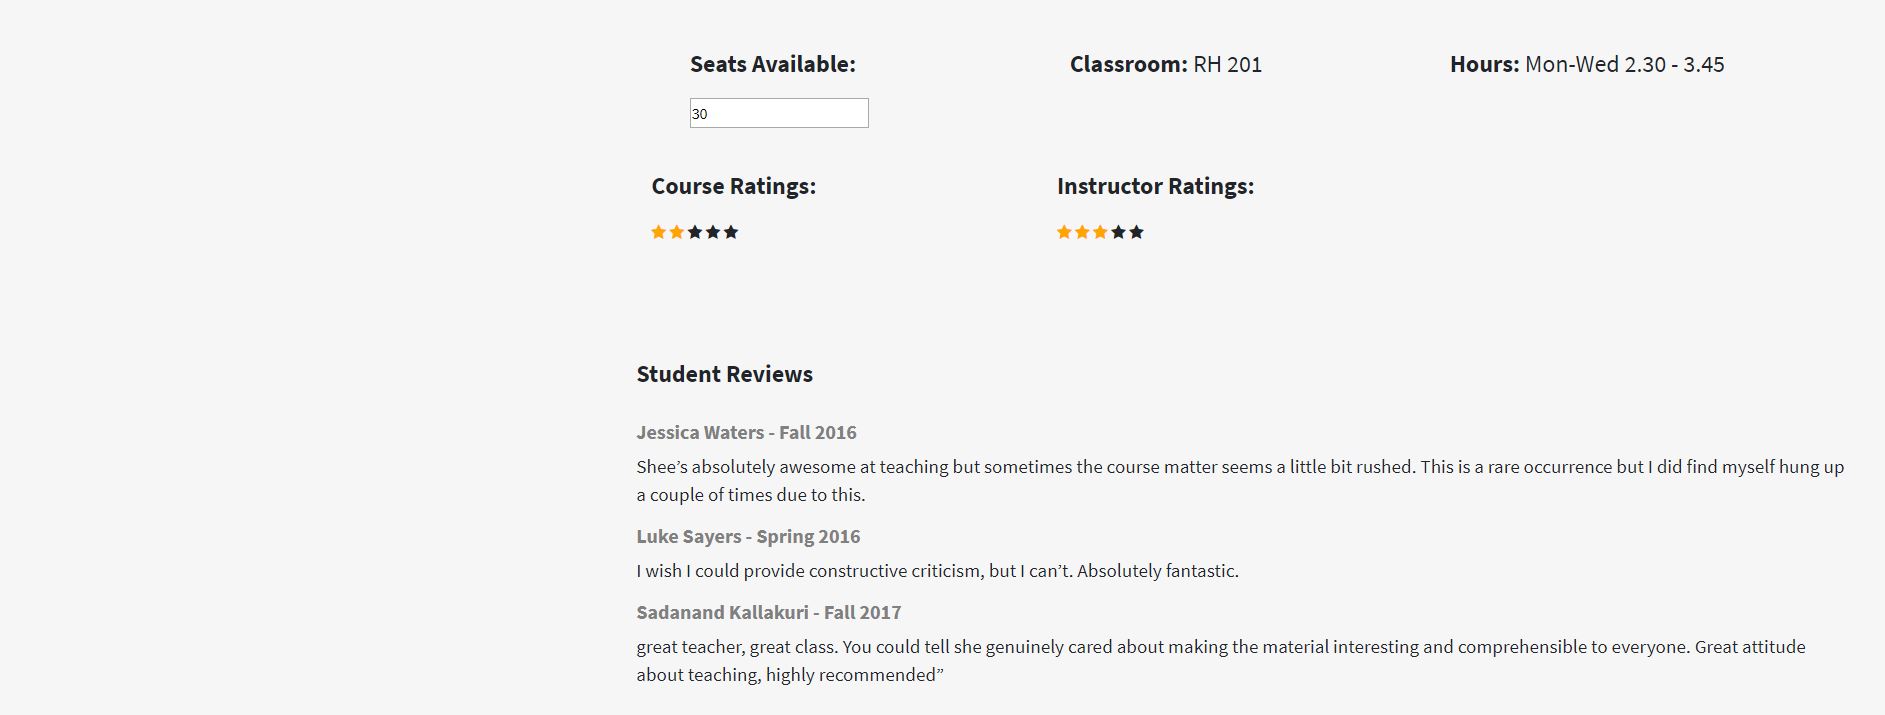 Seats Available:
Classroom: RH 201
Hours: Mon-Wed 2.30 - 3.45
30
Course Ratings:
Instructor Ratings:
Student Reviews
Jessica Waters - Fall 2016
Shee’s absolutely awesome at teaching but sometimes the course matter seems a little bit rushed. This is a rare occurrence but I did find myself hung up
a couple of times due to this.
Luke Sayers - Spring 2016
I wish I could provide constructive criticism, but I can’t. Absolutely fantastic.
Sadanand Kallakuri - Fall 2017
great teacher, great class. You could tell she genuinely cared about making the material interesting and comprehensible to everyone. Great attitude
about teaching, highly recommended”